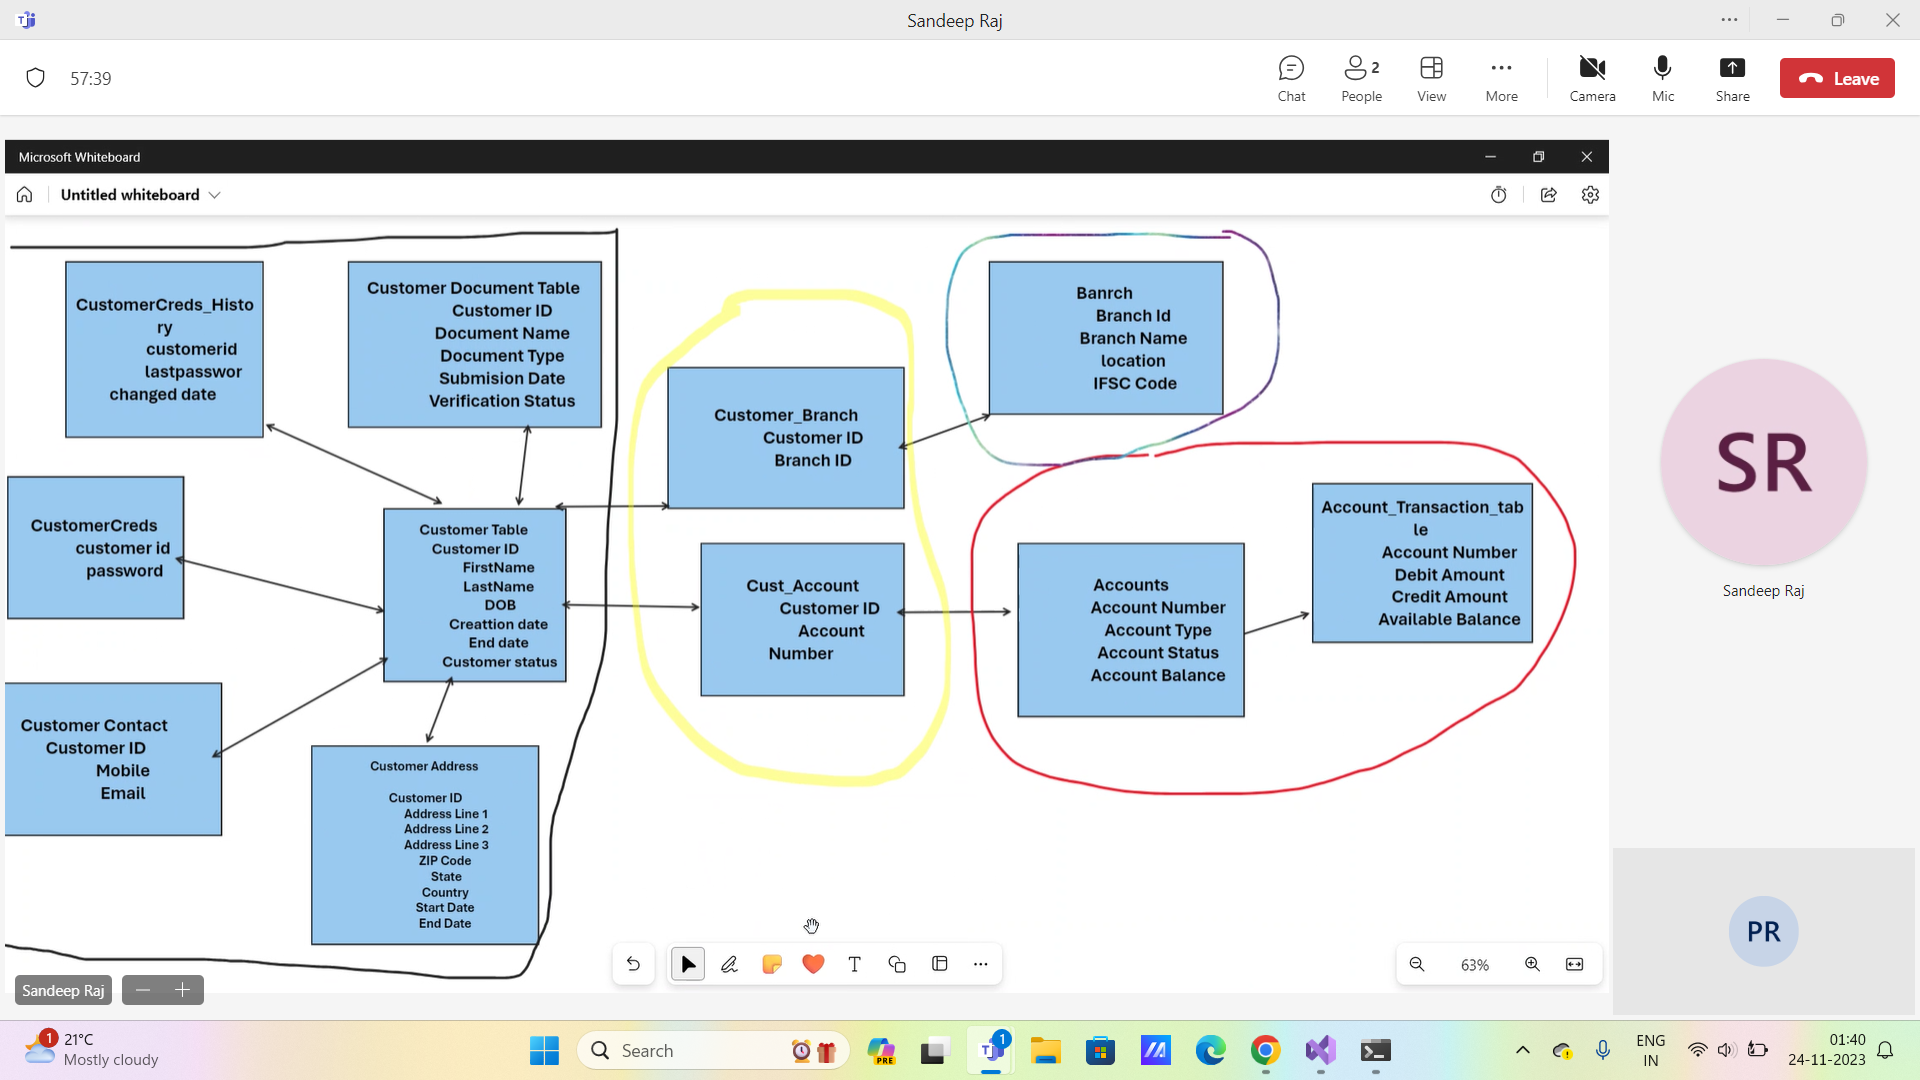 Sandeep Raj
57:39
Chat
People
2
View
More
Camera
Mic
Share
Leave
Microsoft Whiteboard
Untitled whiteboard
CustomerCreds_Histo
ry
customerid
lastpasswor
changed date
Customer Document Table
Customer ID
Document Name
Document Type
Submision Date
Verification Status
CustomerCreds
customer id
password
Customer Table
Customer ID
FirstName
LastName
DOB
Creattion date
End date
Customer status
Customer Contact
Customer ID
Mobile
Email
Customer Address
Customer ID
Address Line 1
Address Line 2
Address Line 3
ZIP Code
State
Country
Start Date
End Date
Customer_Branch
Customer ID
Branch ID
Cust_Account
Customer ID
Account
Number
Banrch
Branch Id
Branch Name
location
IFSC Code
Accounts
Account Number
Account Type
Account Status
Account Balance
Account_Transaction_tab
le
Account Number
Debit Amount
Credit Amount
Available Balance
SR
Sandeep Raj
PR
Sandeep Raj
63%
1
21°C
Mostly cloudy
Search
PRE
1
ENG
IN
01:40
24-11-2023